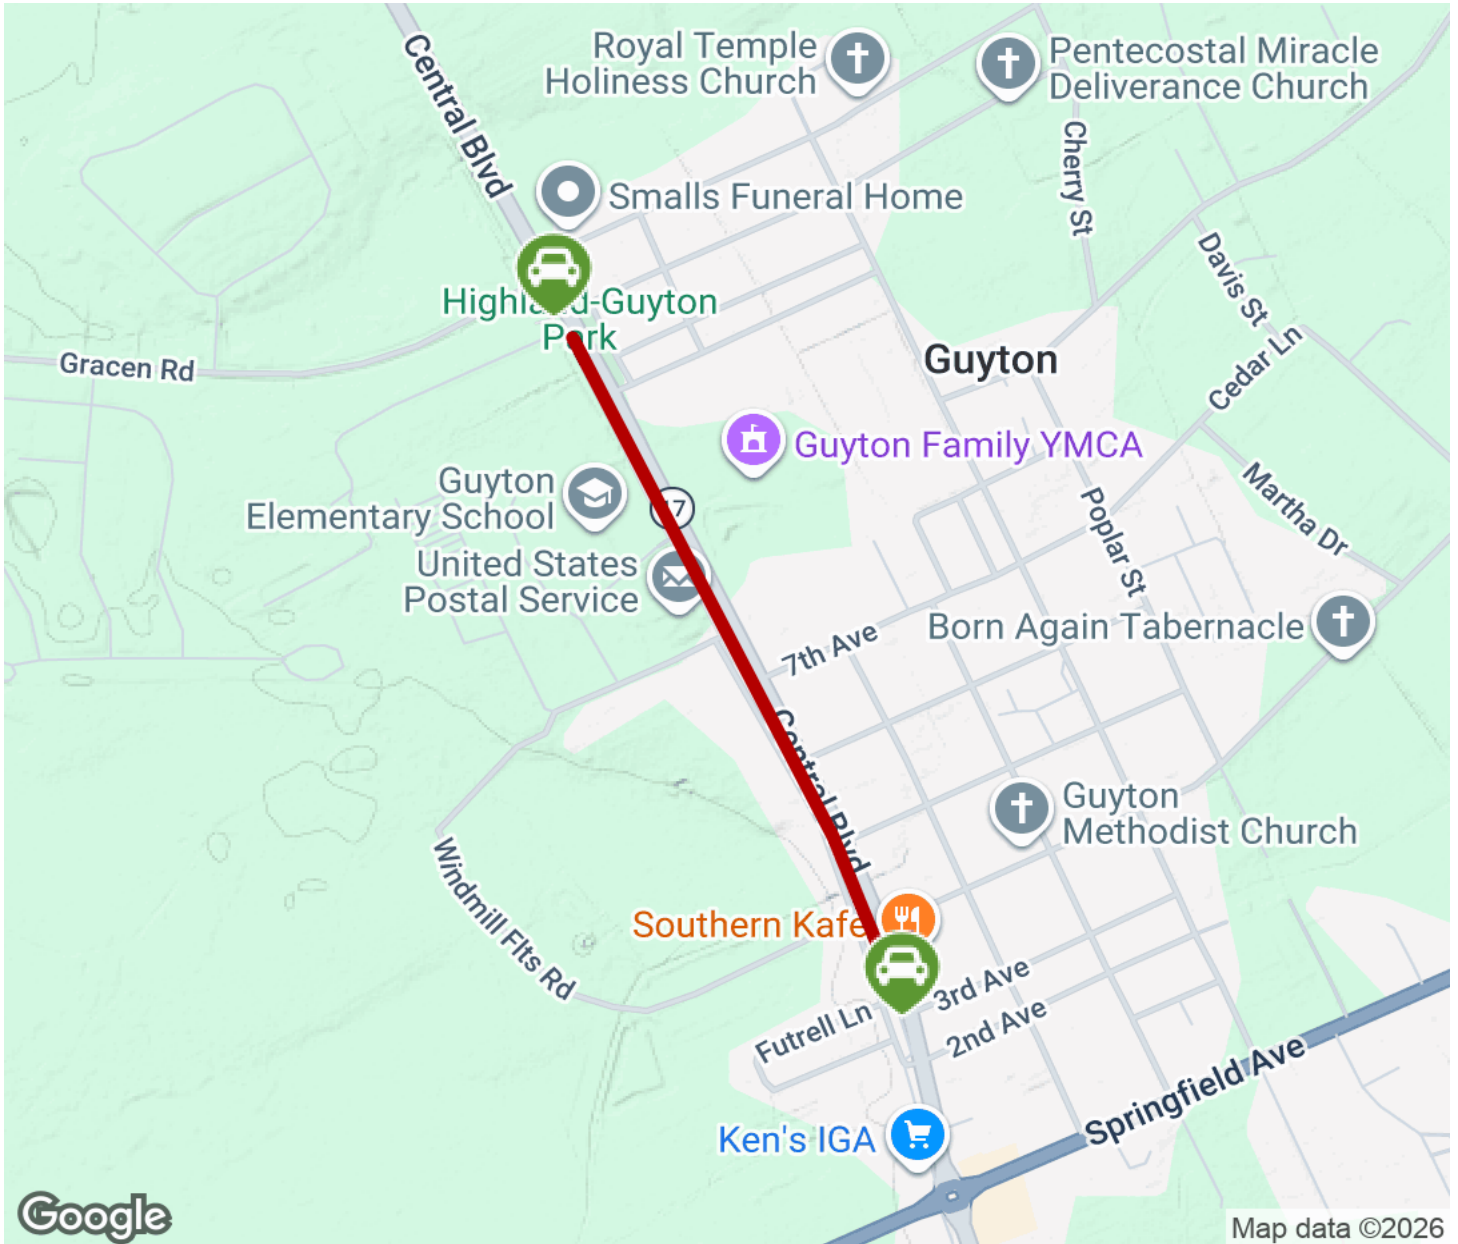 Royal Temple
Holiness Church
Pentecostal Miracle
Deliverance Church
Central Blvd
Cherry St
Smalls Funeral Home
Davis St
Highland-Guyton
Park
Gracen Rd
Guyton
Cedar Ln
Guyton Family YMCA
Guyton
Elementary School
17
Martha Dr
Poplar St
United States
Postal Service
Born Again Tabernacle
7th Ave
Central Blvd
Guyton
Methodist Church
Windmill Flts Rd
Southern Kafe
3rd Ave
Futrell Ln
2nd Ave
Springfield Ave
Ken's IGA
Google
Map data ©2026